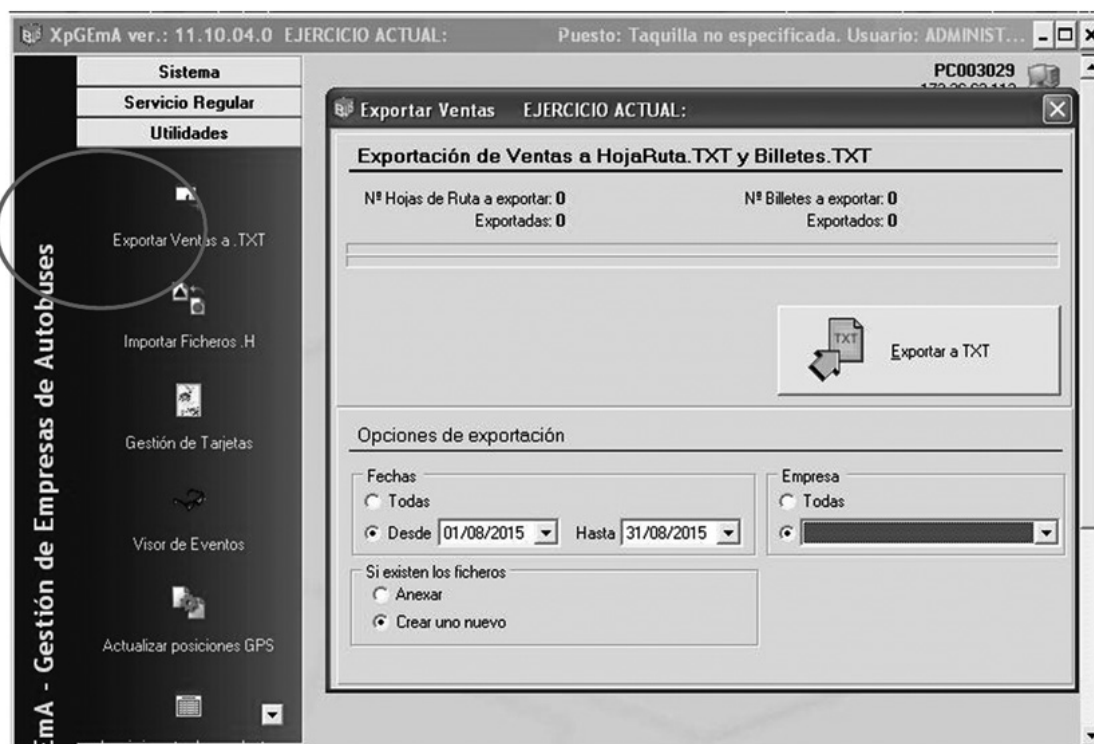 XpGEmA ver.: 11.10.04.0 EJERCICIO ACTUAL: Puesto: Taquilla no especificada. Usuario: ADMINIST...
Sistema
Servicio Regular
Utilidades
Exportar Ventas a .TXT
Importar Ficheros .H
Gestión de Tarjetas
Visor de Eventos
Actualizar posiciones GPS
EmA - Gestión de Empresas de Autobuses
PC003029
Exportar Ventas EJERCICIO ACTUAL:
Exportación de Ventas a HojaRuta.TXT y Billetes.TXT
Nº Hojas de Ruta a exportar: 0 Nº Billetes a exportar: 0
Exportadas: 0 Exportados: 0
TXT
Exportar a TXT
Opciones de exportación
Fechas
Todas
Desde 01/08/2015 Hasta 31/08/2015
Empresa
Todas
Si existen los ficheros
Anexar
Crear uno nuevo